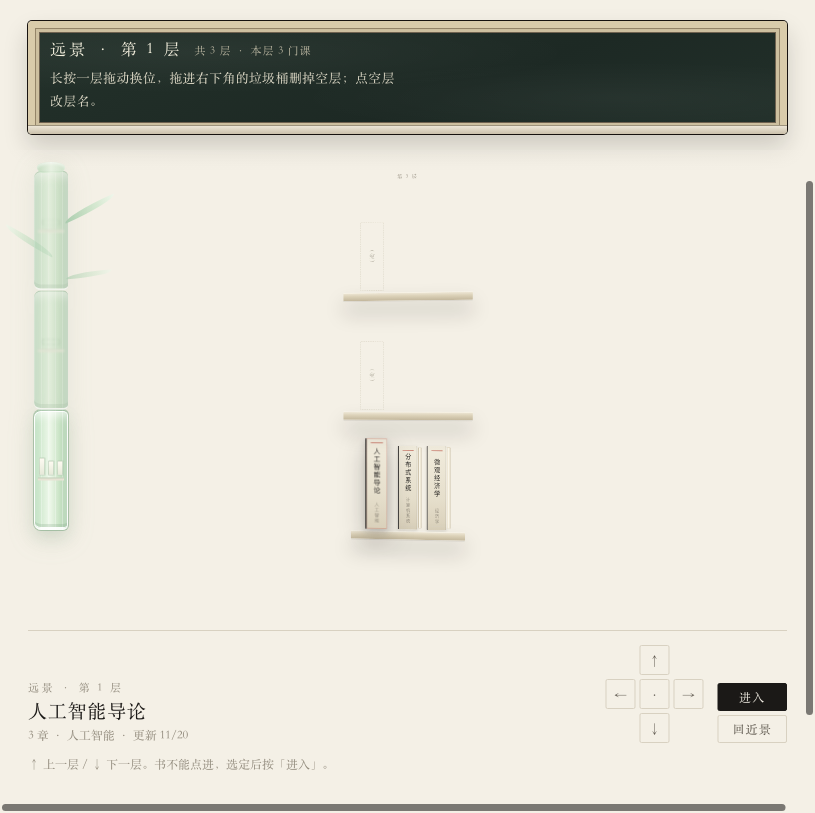 远景 · 第 1 层 共 3 层 · 本层 3 门课
长按一层拖动换位，拖进右下角的垃圾桶删掉空层；点空层
改层名。
人工智能导论
人工智能
分布式系统
微观经济学
↑
← · →
↓
进入
回近景
远景 · 第 1 层
人工智能导论
3 章 · 人工智能 · 更新 11/20
↑ 上一层 / ↓ 下一层。书不能点进，选定后按「进入」。